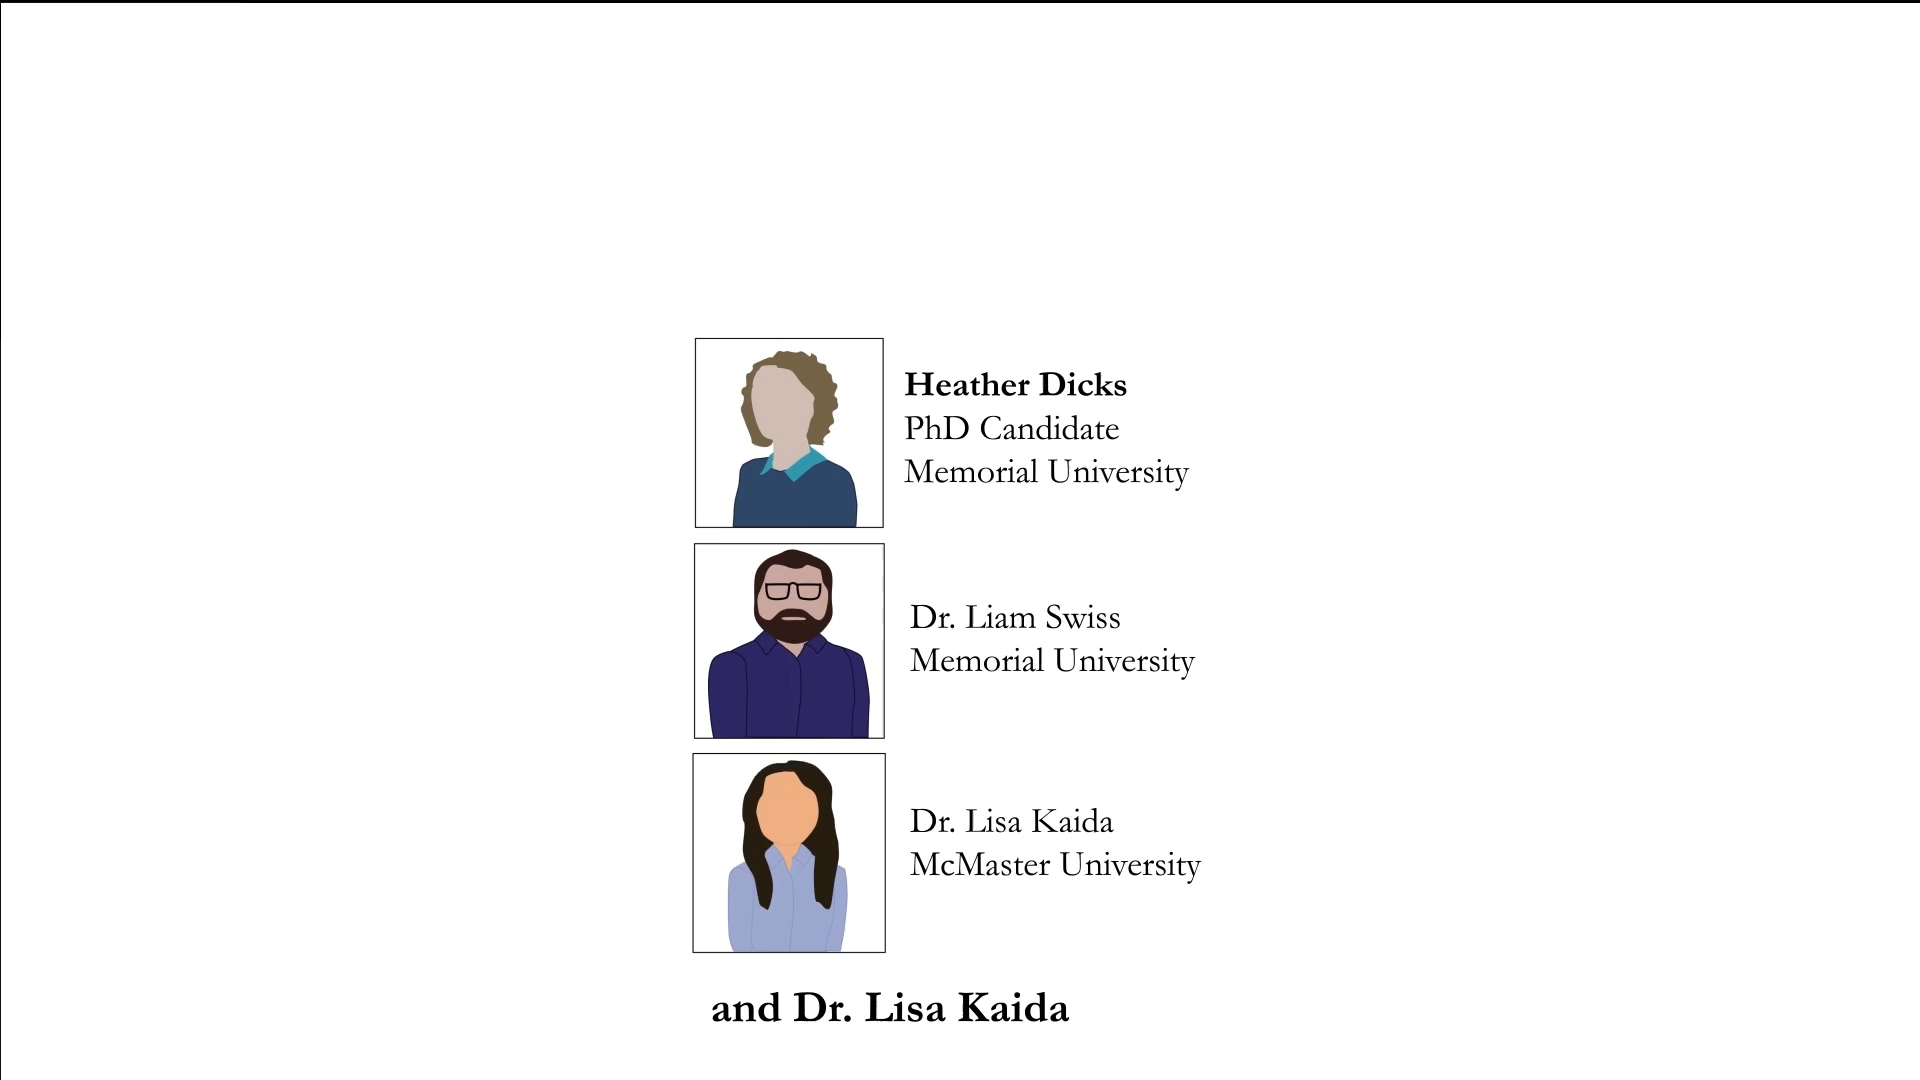 Heather Dicks
PhD Candidate
Memorial University
Dr. Liam Swiss
Memorial University
Dr. Lisa Kaida
McMaster University
and Dr. Lisa Kaida